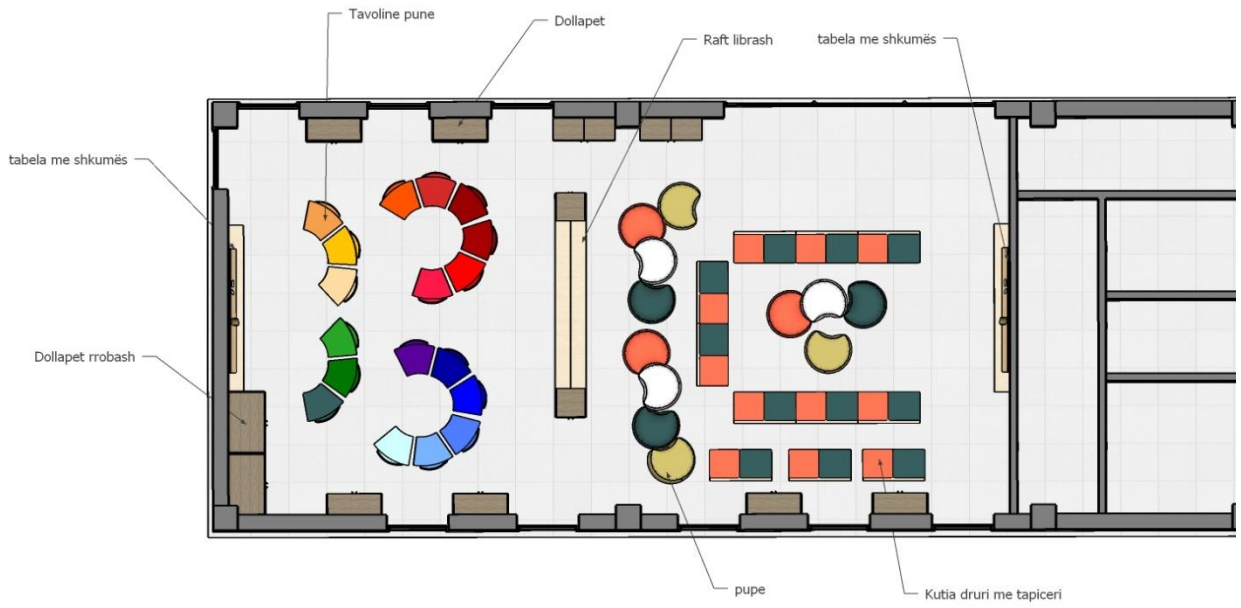 Tavoline pune
Dollapet
Raft librash
tabela me shkumës
tabela me shkumës
Dollapet rrobash
pupe
Kutia druri me tapiceri